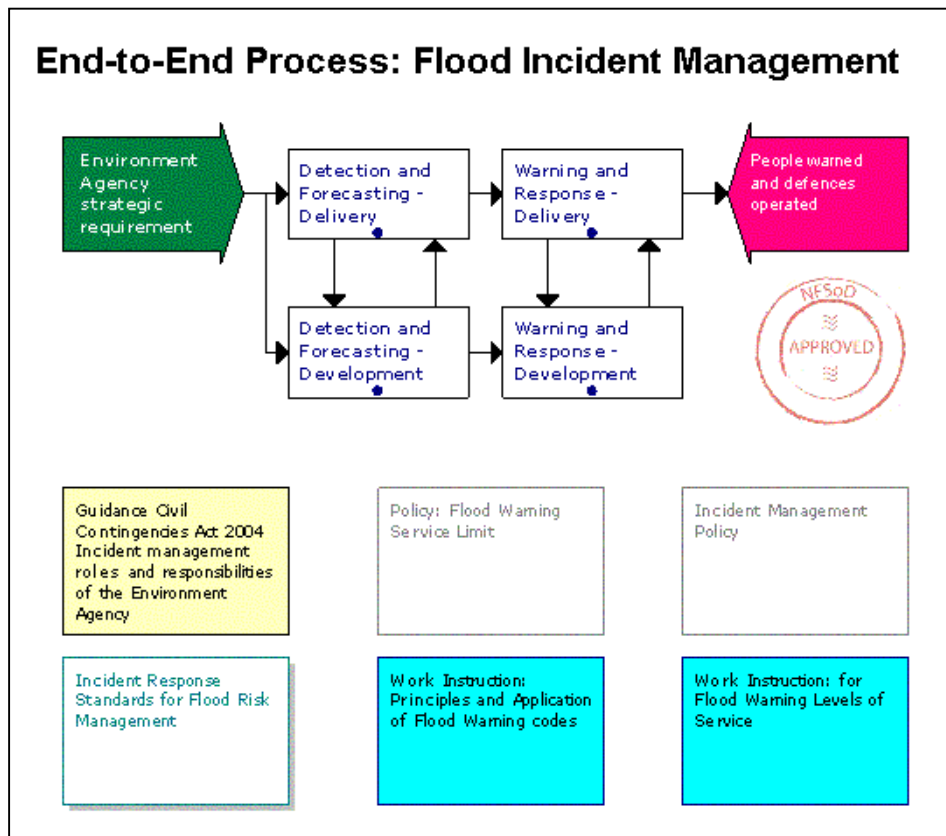 End-to-End Process: Flood Incident Management
Environment
Agency
strategic
requirement
Detection and
Forecasting -
Delivery
Warning and
Response -
Delivery
People warned
and defences
operated
Detection and
Forecasting -
Development
Warning and
Response -
Development
NFSoD
APPROVED
Guidance Civil
Contingencies Act 2004
Incident management
roles and responsibilities
of the Environment
Agency
Policy: Flood Warning
Service Limit
Incident Management
Policy
Incident Response
Standards for Flood Risk
Management
Work Instruction:
Principles and Application
of Flood Warning codes
Work Instruction: for
Flood Warning Levels of
Service